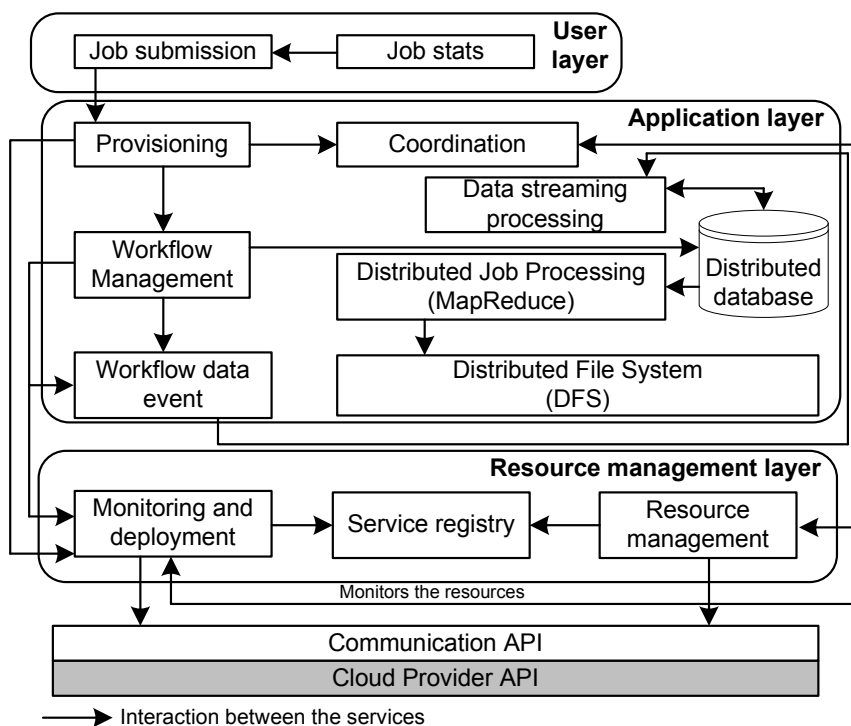 User
layer
Job submission
Job stats
Application layer
Provisioning
Coordination
Data streaming
processing
Workflow
Management
Distributed Job Processing
(MapReduce)
Distributed
database
Workflow data
event
Distributed File System
(DFS)
Resource management layer
Monitoring and
deployment
Service registry
Resource
management
Monitors the resources
Communication API
Cloud Provider API
Interaction between the services